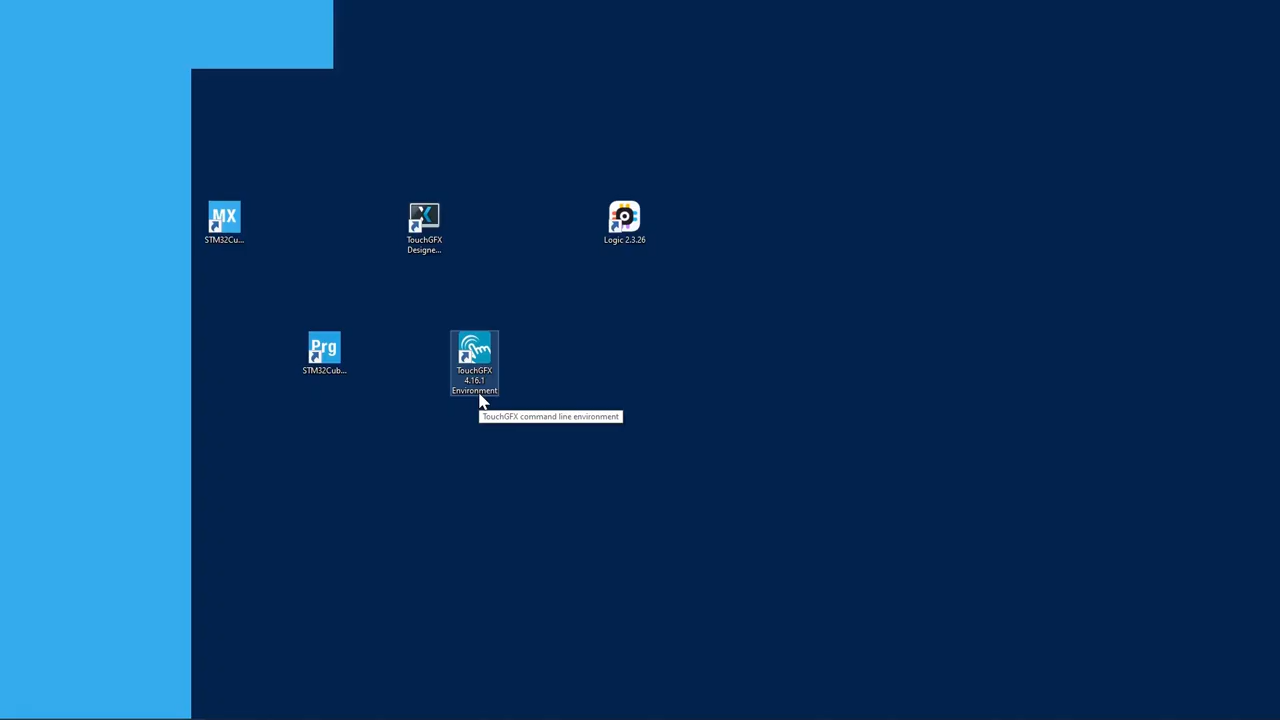 MX
STM32Cu...
TouchGFX
Designe...
Logic 2.3.26
Prg
STM32Cub...
TouchGFX
4.16.1
Environment
TouchGFX command line environment